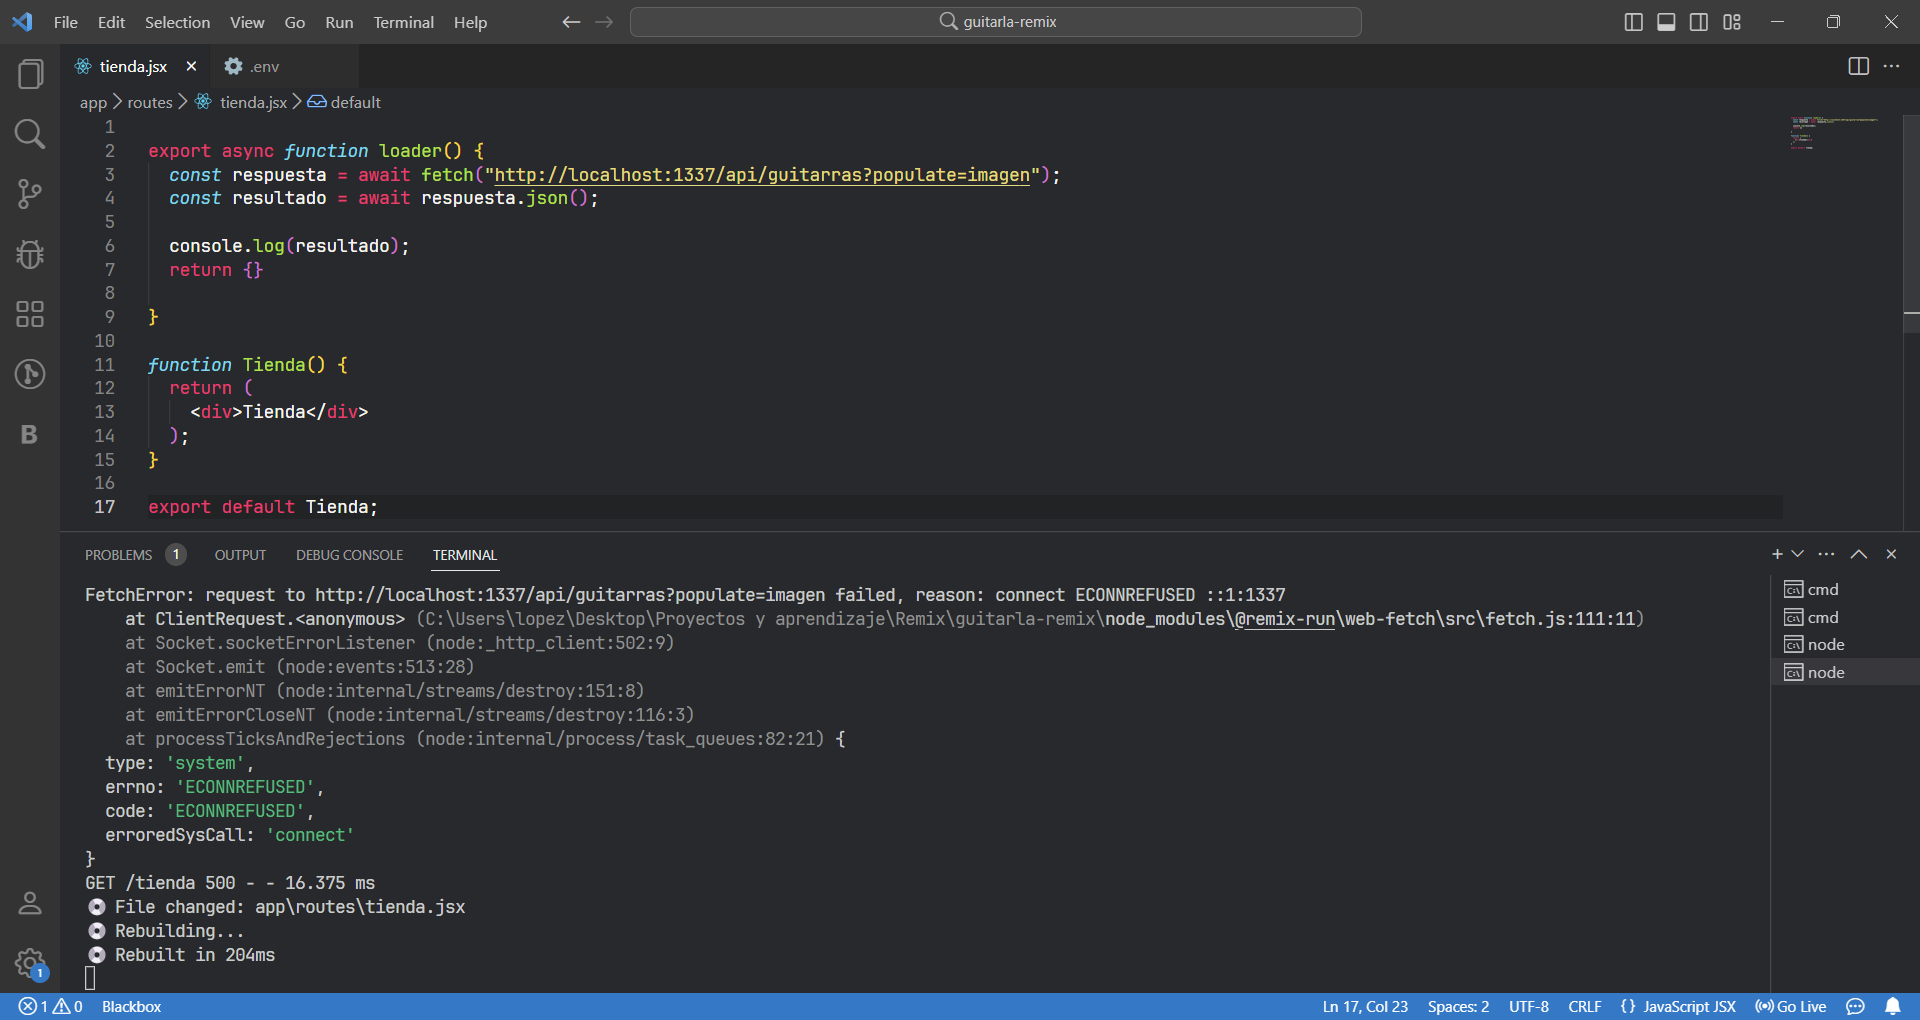 File Edit Selection View Go Run Terminal Help
guitarla-remix
tienda.jsx
.env
app > routes > tienda.jsx > default
1
2 export async function loader() {
3 const respuesta = await fetch("http://localhost:1337/api/guitarras?populate=imagen");
4 const resultado = await respuesta.json();
5
6 console.log(resultado);
7 return {}
8
9 }
10
11 function Tienda() {
12 return (
13 <div>Tienda</div>
14 );
15 }
16
17 export default Tienda;
PROBLEMS 1 OUTPUT DEBUG CONSOLE TERMINAL
FetchError: request to http://localhost:1337/api/guitarras?populate=imagen failed, reason: connect ECONNREFUSED ::1:1337
at ClientRequest.<anonymous> (C:\Users\lopez\Desktop\Proyectos y aprendizaje\Remix\guitarla-remix\node_modules\@remix-run\web-fetch\src\fetch.js:111:11)
at Socket.socketErrorListener (node:_http_client:502:9)
at Socket.emit (node:events:513:28)
at emitErrorNT (node:internal/streams/destroy:151:8)
at emitErrorCloseNT (node:internal/streams/destroy:116:3)
at processTicksAndRejections (node:internal/process/task_queues:82:21) {
type: 'system',
errno: 'ECONNREFUSED',
code: 'ECONNREFUSED',
erroredSysCall: 'connect'
}
GET /tienda 500 - - 16.375 ms
File changed: app\routes\tienda.jsx
Rebuilding...
Rebuilt in 204ms
cmd
cmd
node
node
B
1
1 0 Blackbox
Ln 17, Col 23 Spaces: 2 UTF-8 CRLF {} JavaScript JSX Go Live